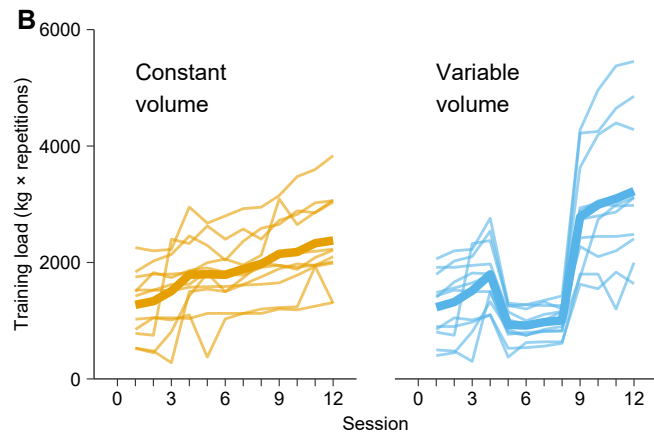 B
Training load (kg × repetitions)
6000
4000
2000
0
Constant
volume
Variable
volume
0 3 6 9 12
0 3 6 9 12
Session